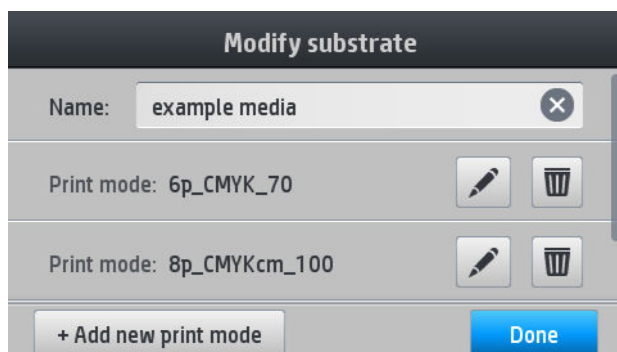 Modify substrate
Name: example media
Print mode: 6p_CMYK_70
Print mode: 8p_CMYKcm_100
+ Add new print mode Done